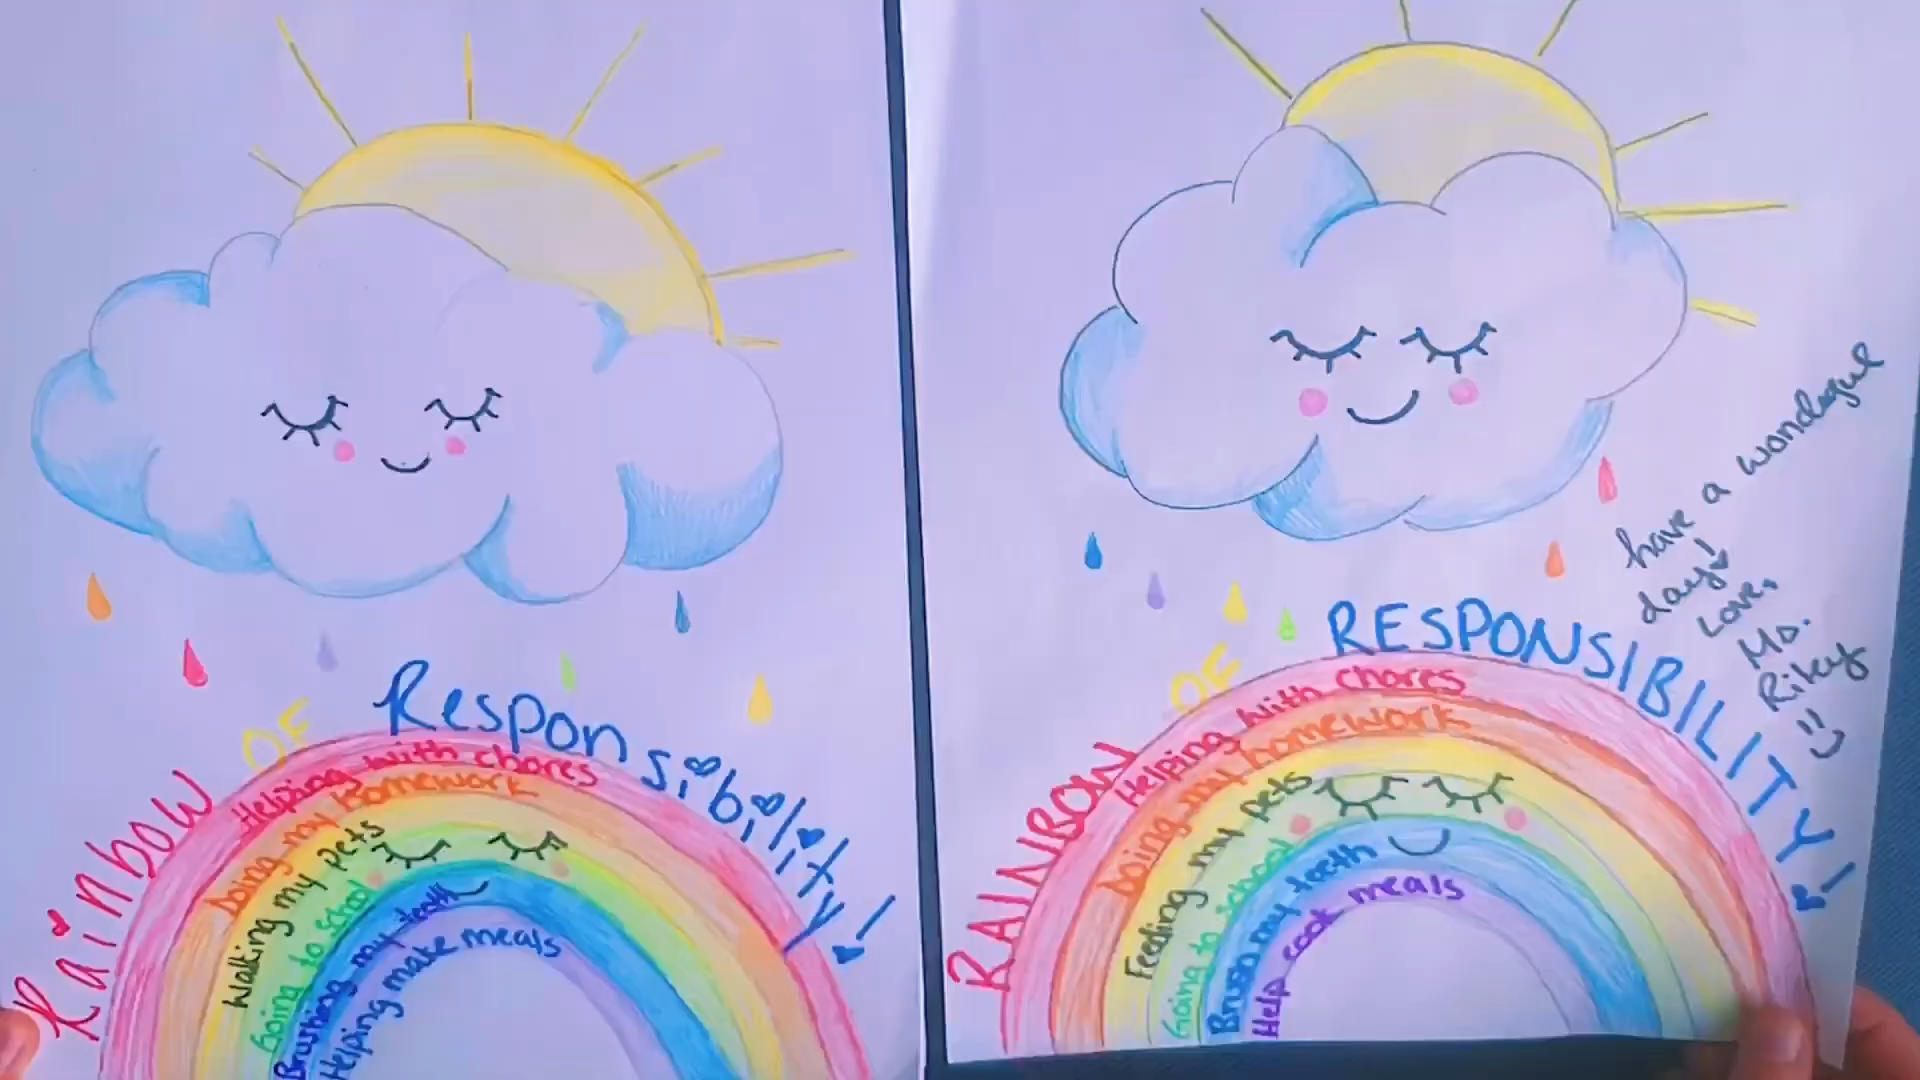 Rainbow OF Responsibility!
Helping with chores
Doing my homework
Walking my pets
Going to school
Brushing my teeth
Helping make meals
have a
day!
Love,
Ms.
Riley
RAINBOW OF RESPONSIBILITY!
Helping with chores
Doing my homework
Feeding my pets
Going to school
Brush my teeth
Help cook meals